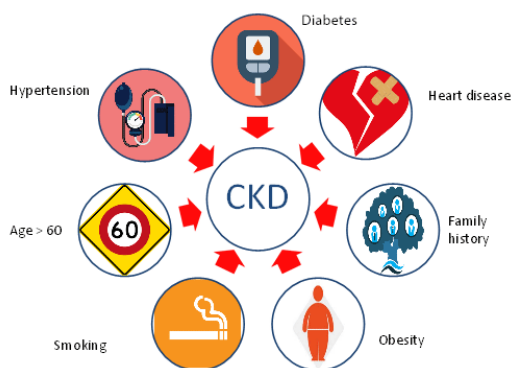 Diabetes
Hypertension
Heart disease
CKD
Age > 60
60
Family
history
Smoking
Obesity